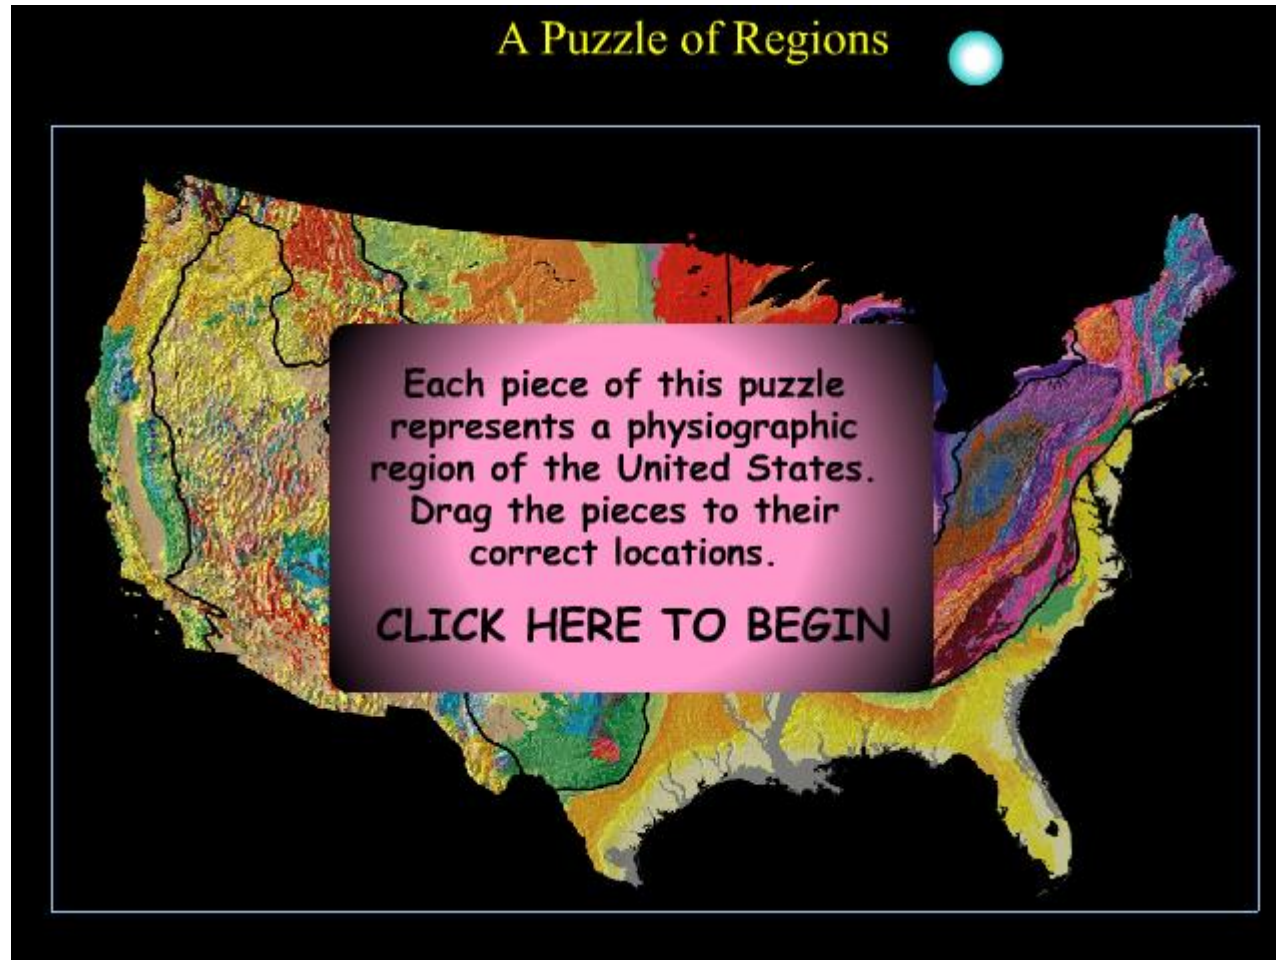 A Puzzle of Regions
Each piece of this puzzle
represents a physiographic
region of the United States.
Drag the pieces to their
correct locations.
CLICK HERE TO BEGIN